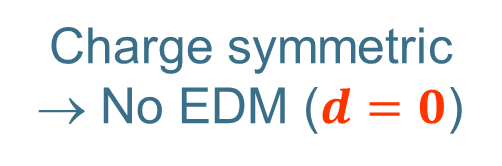 Charge symmetric
→ No EDM (d = 0)